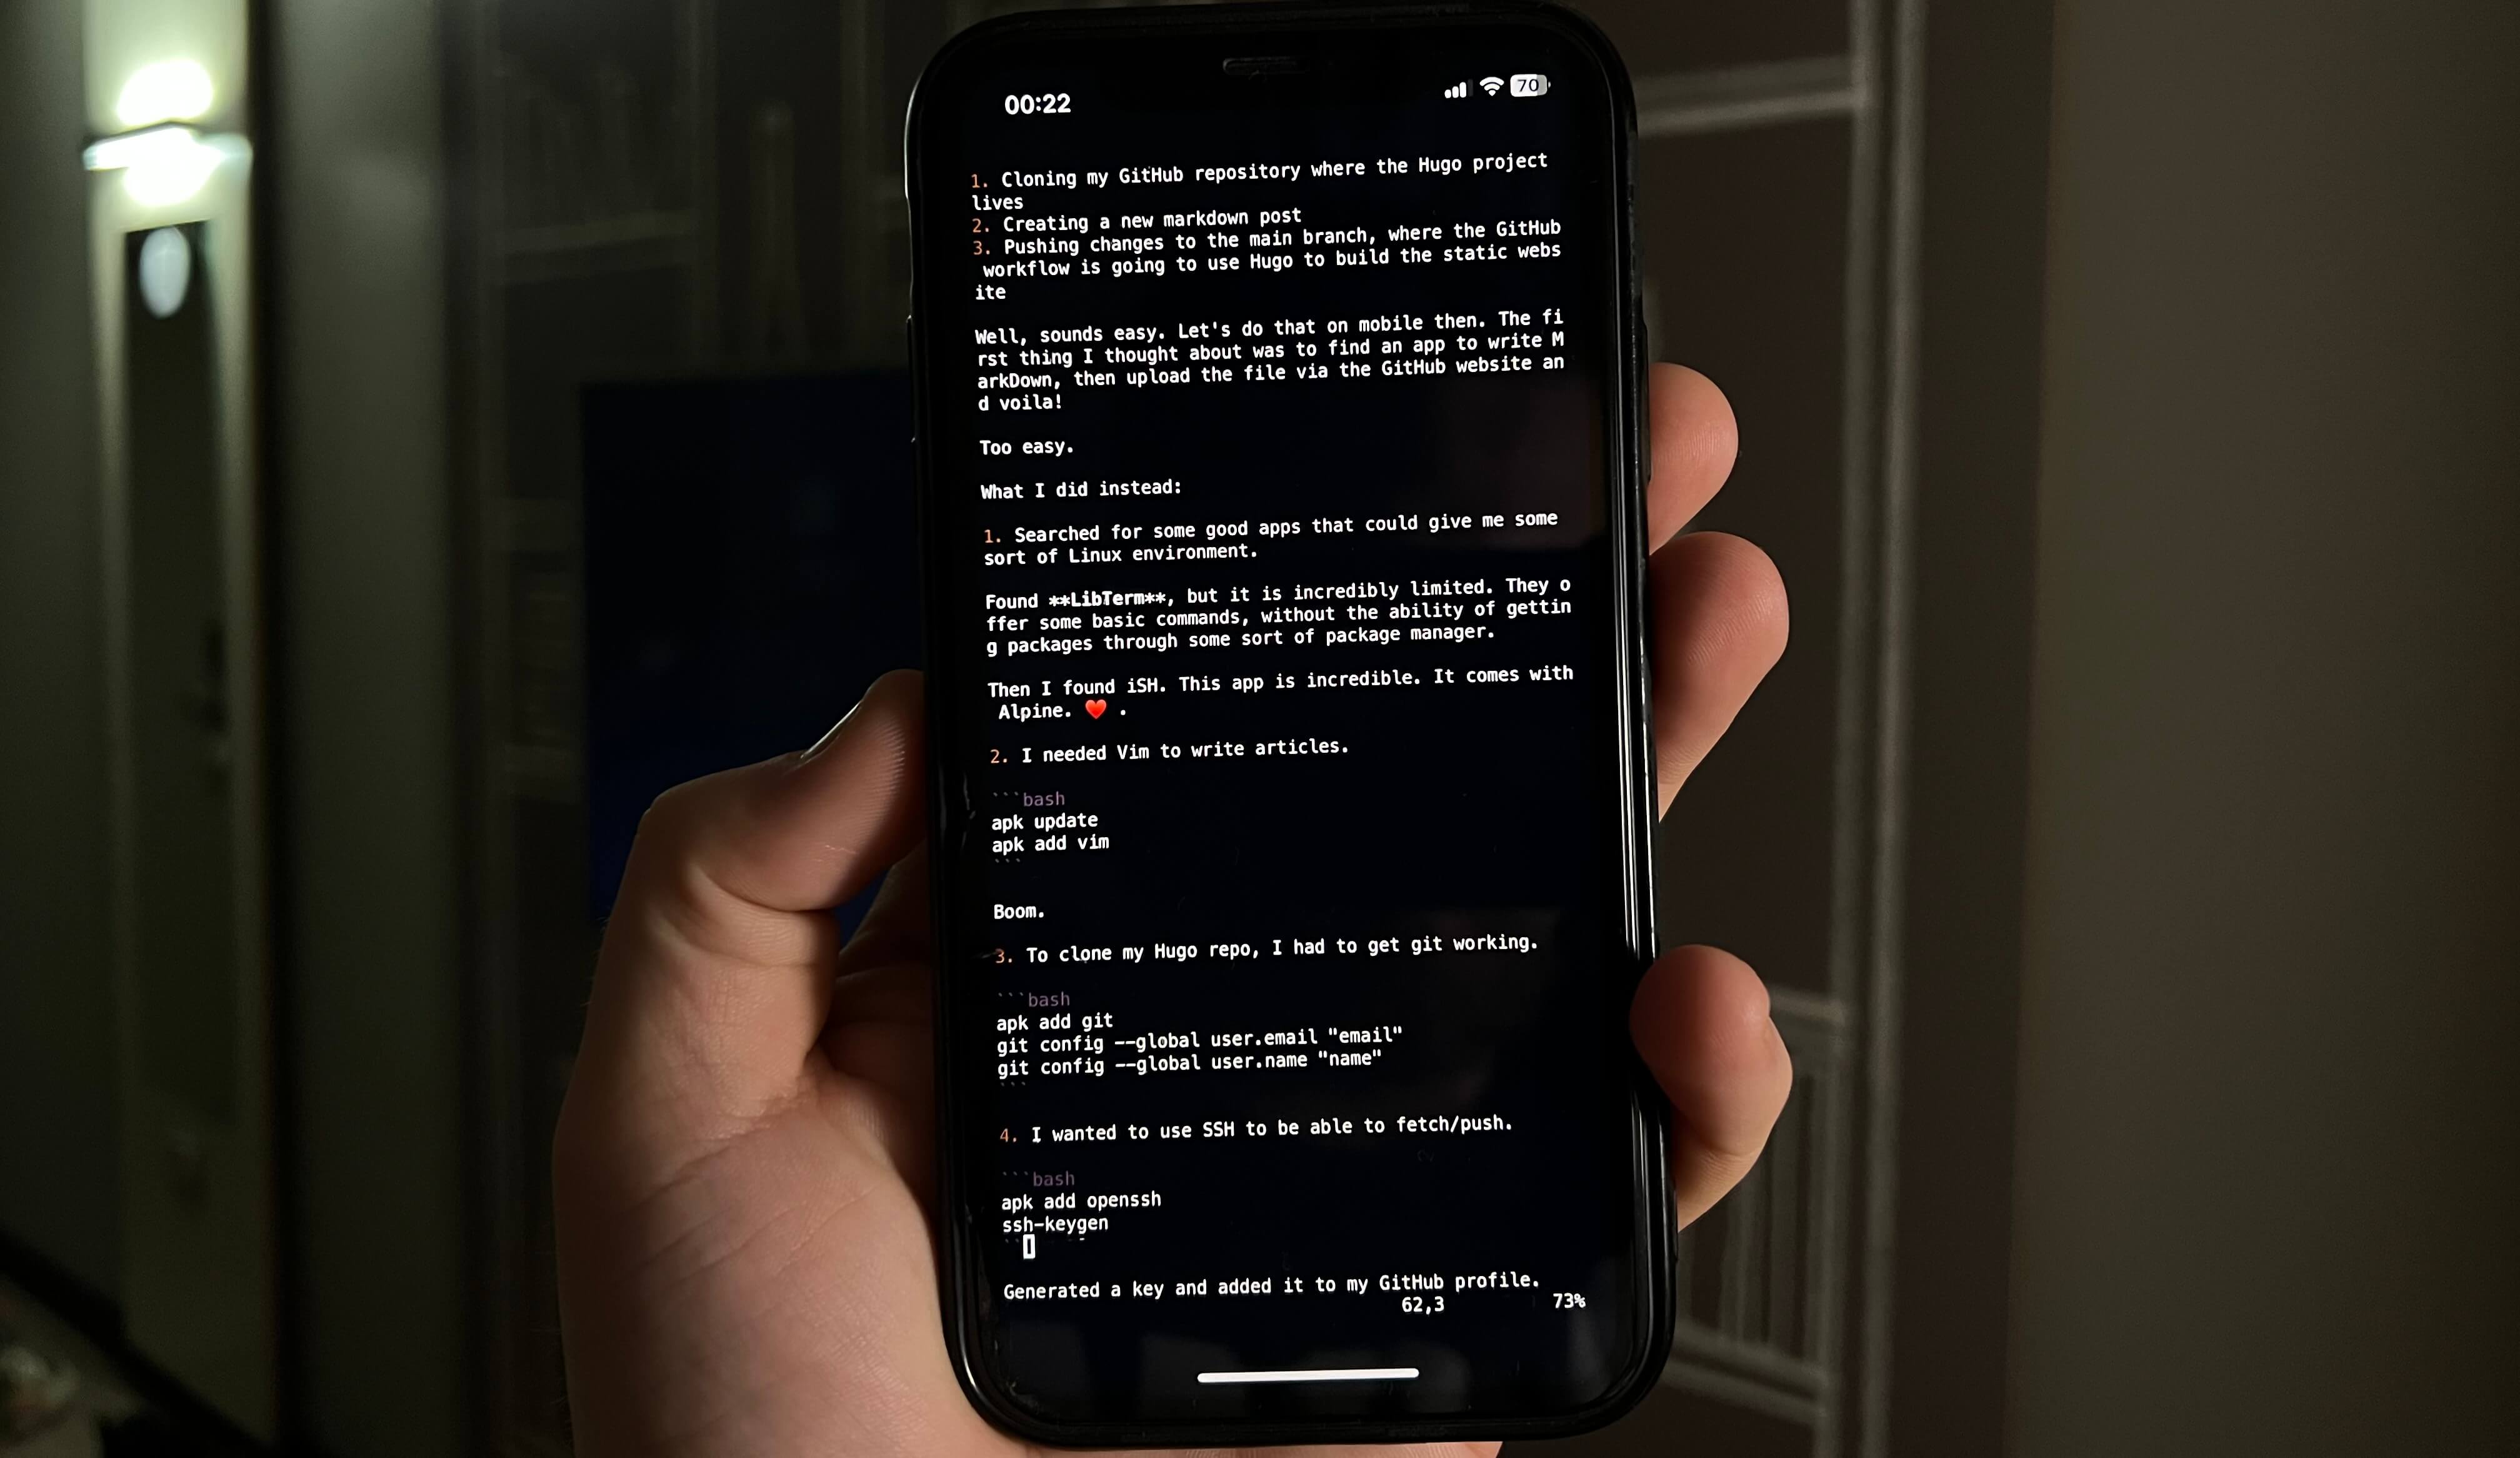 00:22
70
1. Cloning my GitHub repository where the Hugo project
lives
2. Creating a new markdown post
3. Pushing changes to the main branch, where the GitHub
workflow is going to use Hugo to build the static webs
ite
Well, sounds easy. Let's do that on mobile then. The fi
rst thing I thought about was to find an app to write M
arkDown, then upload the file via the GitHub website an
d voila!
Too easy.
What I did instead:
1. Searched for some good apps that could give me some
sort of Linux environment.
Found **LibTerm**, but it is incredibly limited. They o
ffer some basic commands, without the ability of gettin
g packages through some sort of package manager.
Then I found iSH. This app is incredible. It comes with
Alpine. ❤️ .
2. I needed Vim to write articles.
```bash
apk update
apk add vim
```
Boom.
3. To clone my Hugo repo, I had to get git working.
```bash
apk add git
git config --global user.email "email"
git config --global user.name "name"
```
4. I wanted to use SSH to be able to fetch/push.
```bash
apk add openssh
ssh-keygen
``
Generated a key and added it to my GitHub profile.
62,3 73%